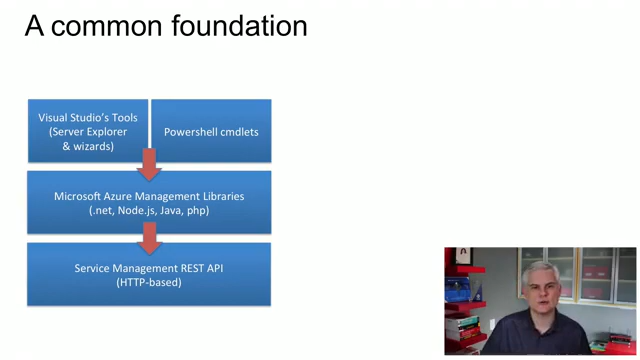 A common foundation
Visual Studio's Tools
(Server Explorer
& wizards)
Powershell cmdlets
Microsoft Azure Management Libraries
(.net, Node.js, Java, php)
Service Management REST API
(HTTP-based)